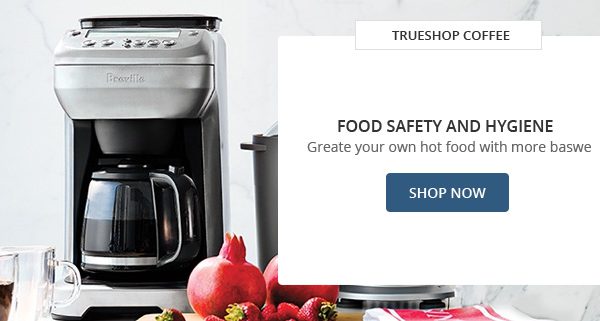 TRUESHOP COFFEE
Breville
FOOD SAFETY AND HYGIENE
Greate your own hot food with more baswe
SHOP NOW